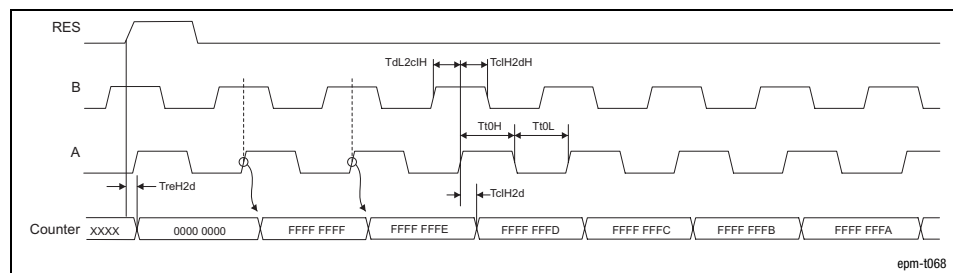 RES
TdL2clH TclH2dH
B
Tt0H Tt0L
A
TreH2d TclH2d
Counter XXXX 0000 0000 FFFF FFFF FFFF FFFE FFFF FFFD FFFF FFFC FFFF FFFB FFFF FFFA
epm-t068